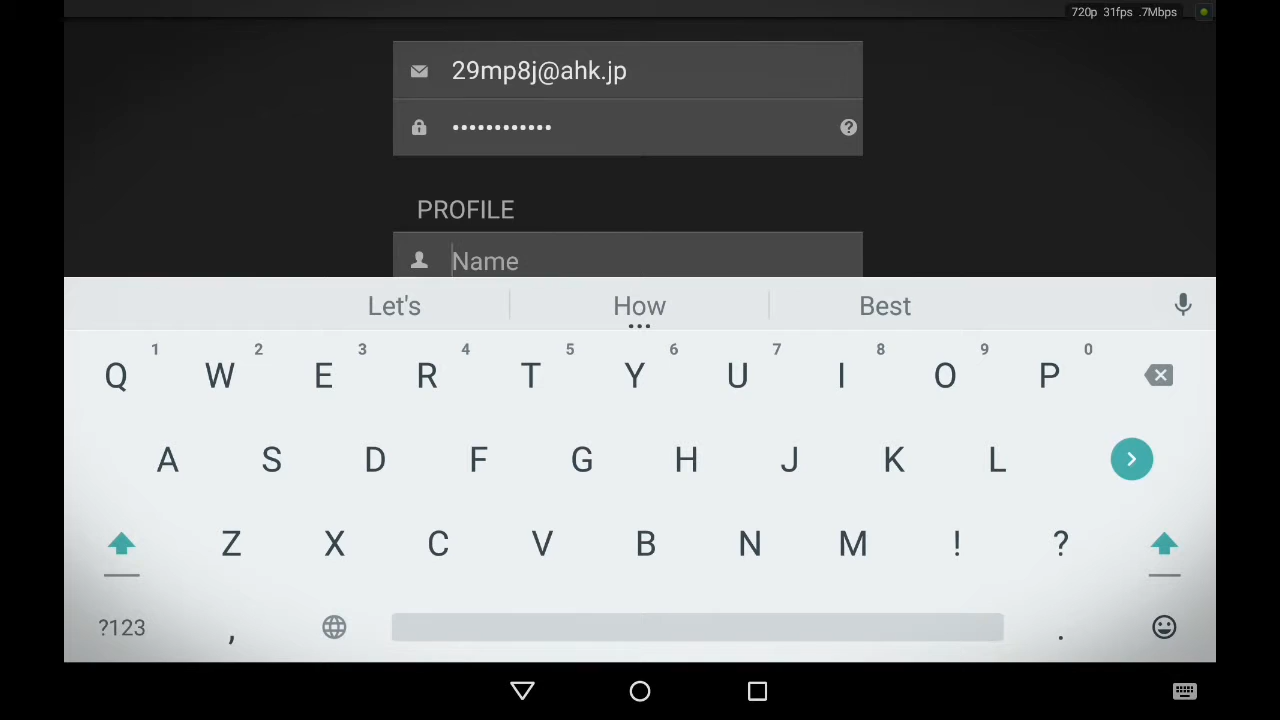 720p 31fps .7Mbps
29mp8j@ahk.jp
••••••••••••
PROFILE
Name
Let's How Best
1 2 3 4 5 6 7 8 9 0
Q W E R T Y U I O P
A S D F G H J K L
Z X C V B N M ! ?
?123 , .